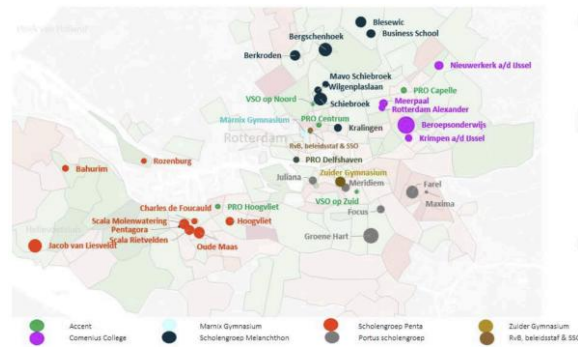 Blesewic
Business School
Bergschenhoek
Berkroden
Nieuwerkerk a/d IJssel
Mavo Schiebroek
Wilgenplaslaan
PRO Capelle
VSO op Noord
Schiebroek
Meerpaal
Rotterdam Alexander
Marnix Gymnasium
PRO Centrum
Kralingen
Beroepsonderwijs
Rotterdam
Krimpen a/d IJssel
RvB, beleidsstaf & SSO
PRO Delfshaven
Rozenburg
Bahurim
Zuider Gymnasium
Juliana
Meridiem
Farel
VSO op Zuid
Maxima
Charles de Foucauld
PRO Hoogvliet
Focus
Scala Molenwatering
Hoogvliet
Pentagora
Scala Rietvelden
Groene Hart
Jacob van Liesveldt
Oude Maas
Accent
Marnix Gymnasium
Scholengroep Penta
Zuider Gymnasium
Comenius College
Scholengroep Melanchthon
Portus scholengroep
RvB, beleidsstaf & SSO